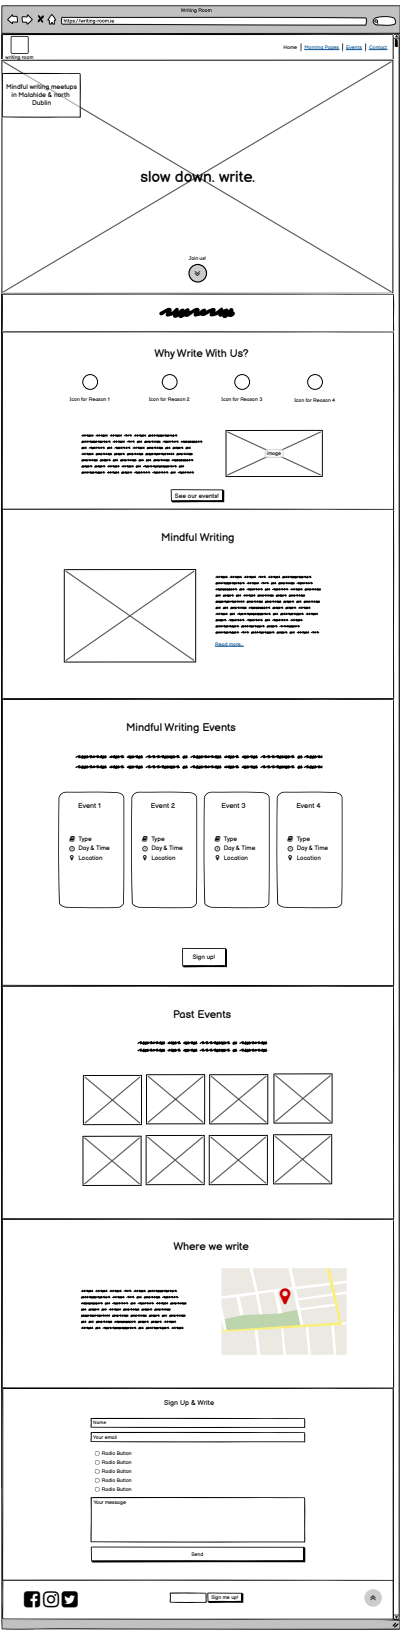 Writing Room
https://writing-room.ie
writing room
Home | Morning Pages | Events | Contact
Mindful writing meetups
in Malahide & north
Dublin
slow down. write.
Join us!
Why Write With Us?
Icon for Reason 1
Icon for Reason 2
Icon for Reason 3
Icon for Reason 4
image
See our events!
Mindful Writing
Read more..
Mindful Writing Events
Event 1
Type
Day & Time
Location
Event 2
Type
Day & Time
Location
Event 3
Type
Day & Time
Location
Event 4
Type
Day & Time
Location
Sign up!
Past Events
Where we write
Sign Up & Write
Name
Your email
Radio Button
Radio Button
Radio Button
Radio Button
Radio Button
Your message
Send
Sign me up!